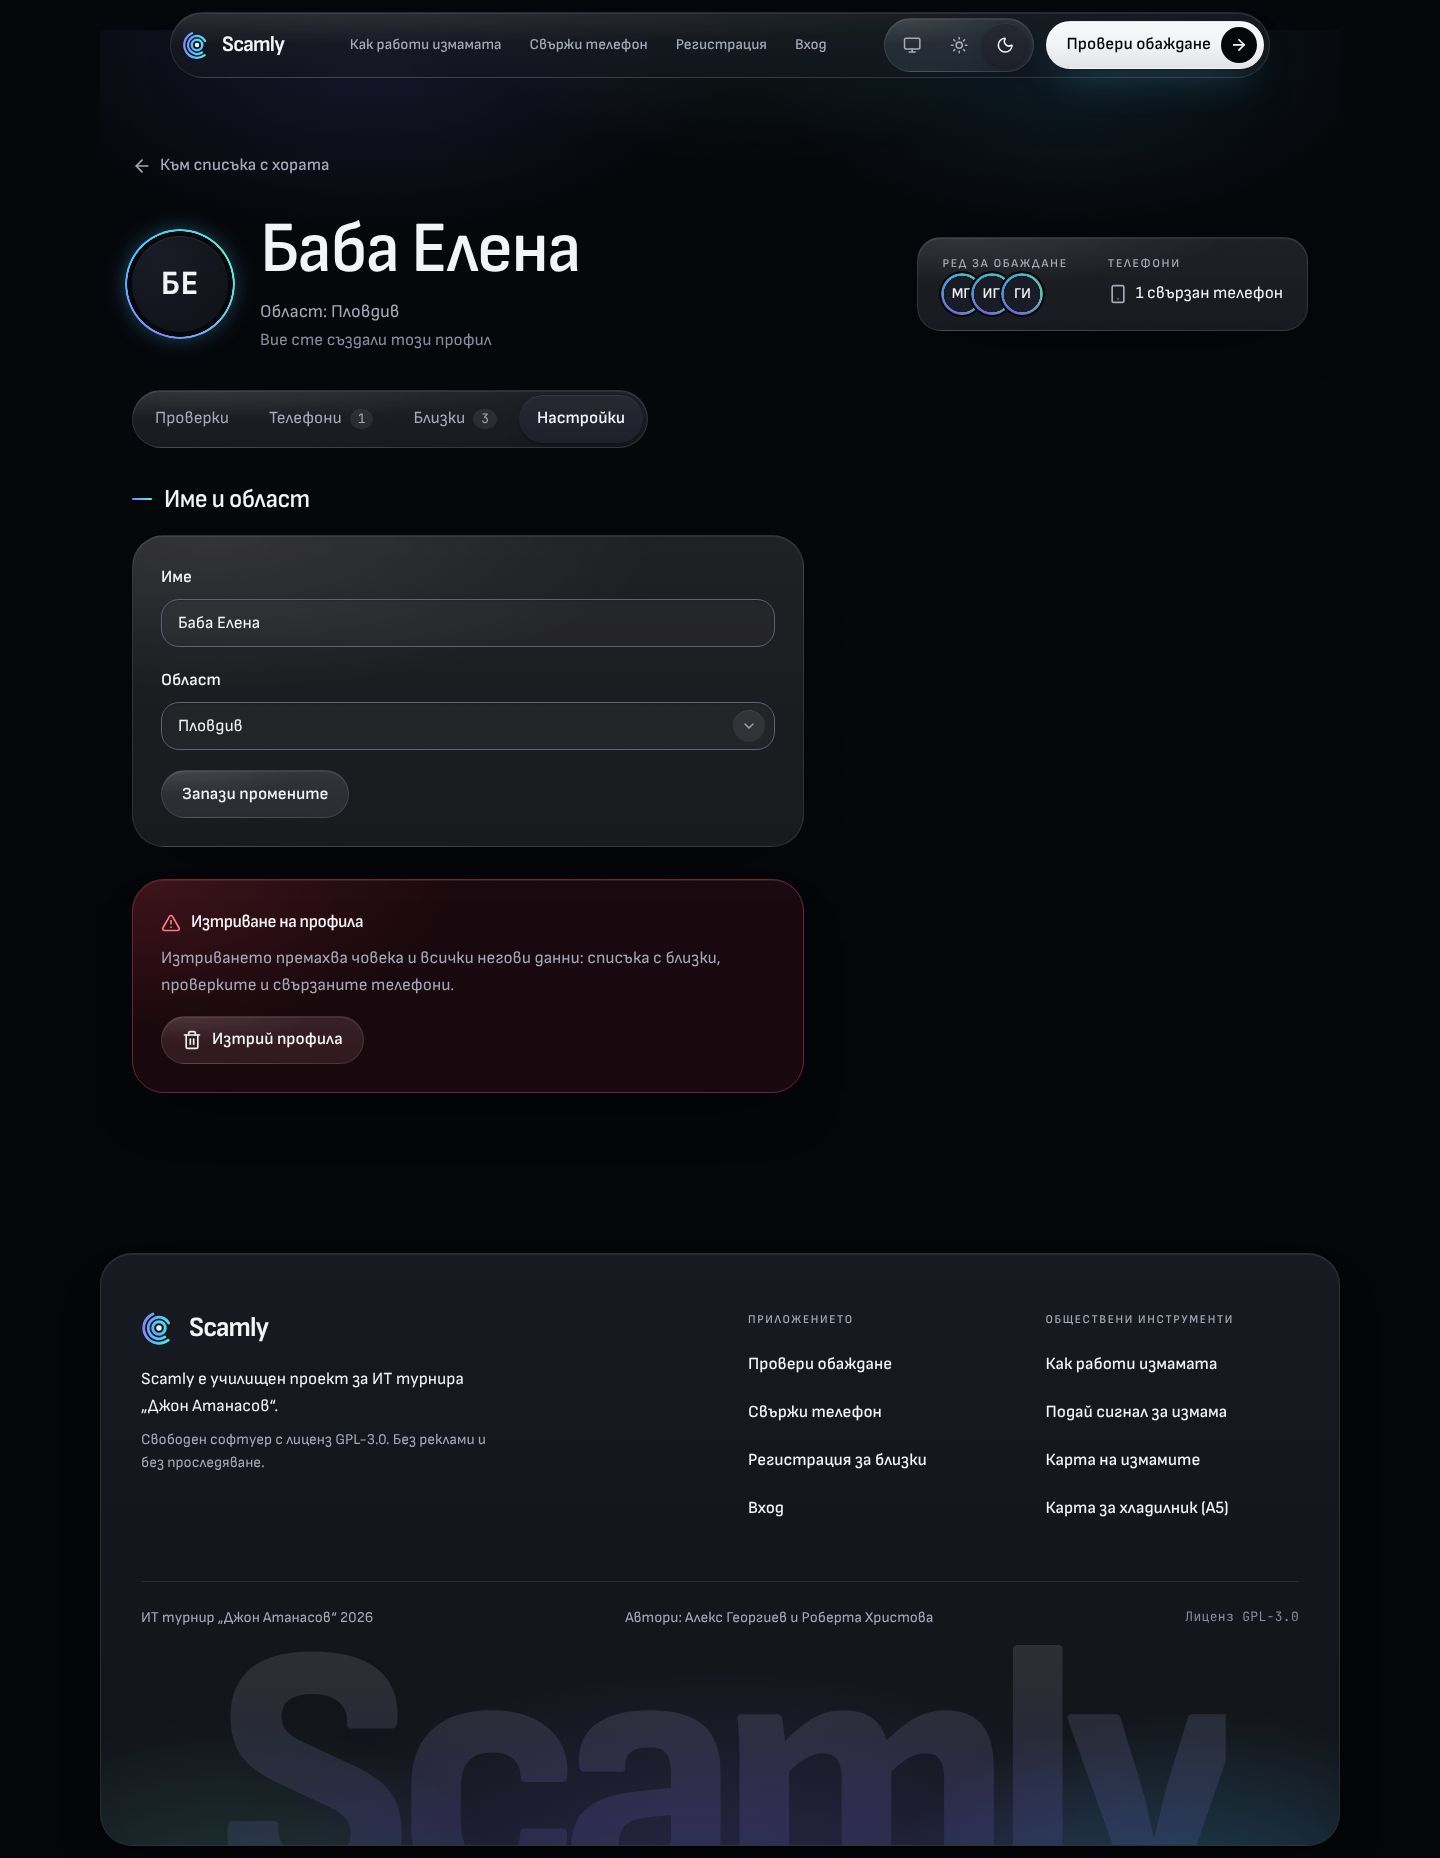 Scamly
Как работи измамата
Свържи телефон
Регистрация
Вход
Провери обаждане
Към списъка с хората
БЕ
Баба Елена
Област: Пловдив
Вие сте създали този профил
РЕД ЗА ОБАЖДАНЕ
МГ
ИГ
ГИ
ТЕЛЕФОНИ
1 свързан телефон
Проверки
Телефони 1
Близки 3
Настройки
Име и област
Име
Баба Елена
Област
Пловдив
Запази промените
Изтриване на профила
Изтриването премахва човека и всички негови данни: списъка с близки,
проверките и свързаните телефони.
Изтрий профила
Scamly
Scamly е училищен проект за ИТ турнира
„Джон Атанасов“.
Свободен софтуер с лиценз GPL-3.0. Без реклами и
без проследяване.
ПРИЛОЖЕНИЕТО
Провери обаждане
Свържи телефон
Регистрация за близки
Вход
ОБЩЕСТВЕНИ ИНСТРУМЕНТИ
Как работи измамата
Подай сигнал за измама
Карта на измамите
Карта за хладилник (A5)
ИТ турнир „Джон Атанасов“ 2026
Автори: Алекс Георгиев и Роберта Христова
Лиценз GPL-3.0
Scamly